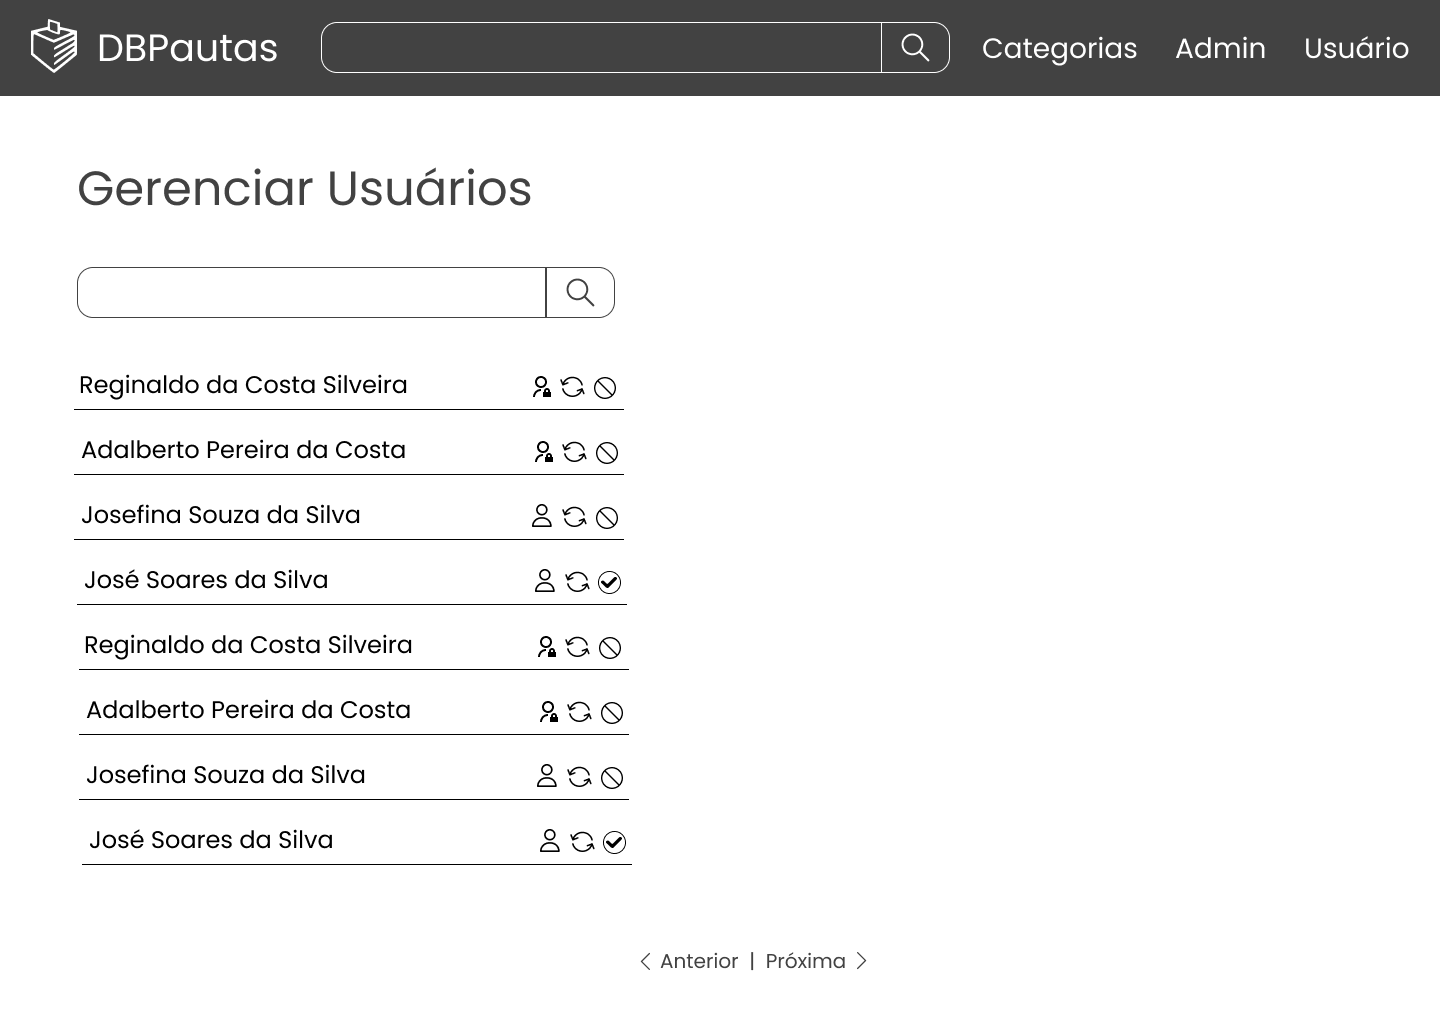 DBPautas
Categorias Admin Usuário
Gerenciar Usuários
Reginaldo da Costa Silveira
Adalberto Pereira da Costa
Josefina Souza da Silva
José Soares da Silva
Reginaldo da Costa Silveira
Adalberto Pereira da Costa
Josefina Souza da Silva
José Soares da Silva
Anterior | Próxima